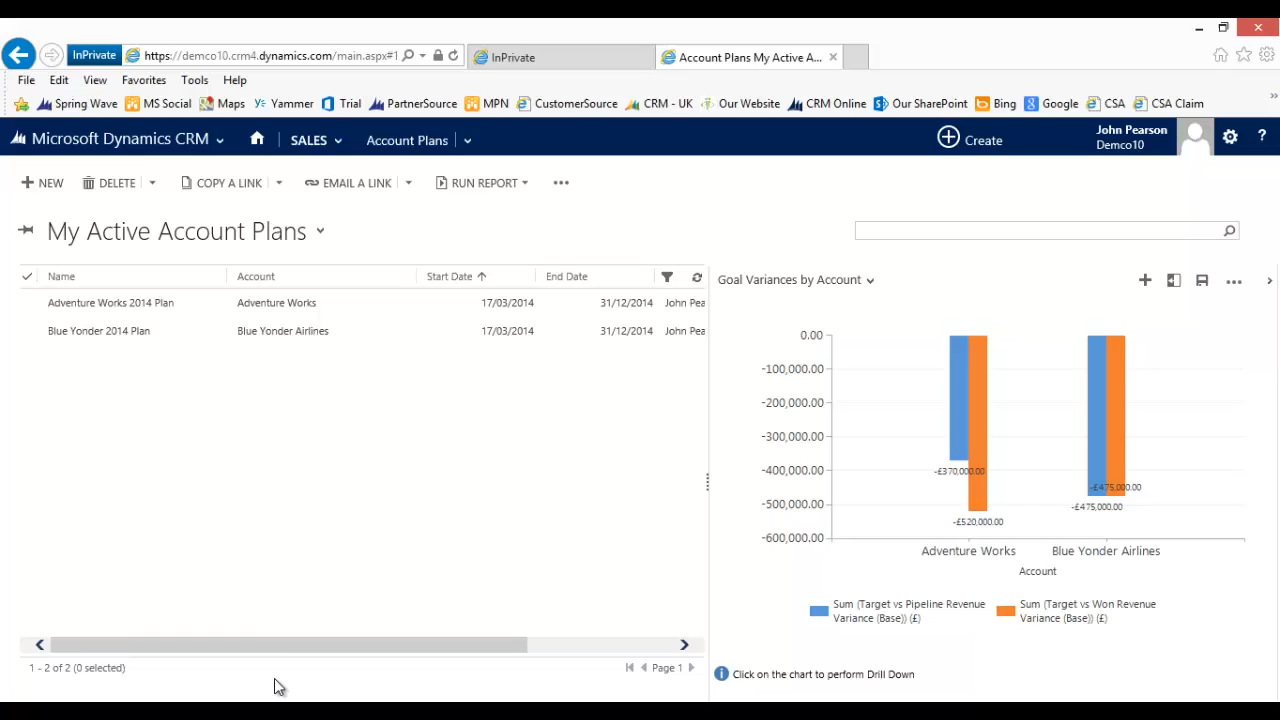 InPrivate https://demco10.crm4.dynamics.com/main.aspx#1 InPrivate Account Plans My Active A...
File Edit View Favorites Tools Help
Spring Wave MS Social Maps Yammer Trial PartnerSource MPN CustomerSource CRM - UK Our Website CRM Online Our SharePoint Bing Google CSA CSA Claim
Microsoft Dynamics CRM SALES Account Plans Create John Pearson
Demco10
NEW DELETE COPY A LINK EMAIL A LINK RUN REPORT
My Active Account Plans
Name Account Start Date End Date
Adventure Works 2014 Plan Adventure Works 17/03/2014 31/12/2014 John Pea
Blue Yonder 2014 Plan Blue Yonder Airlines 17/03/2014 31/12/2014 John Pea
1 - 2 of 2 (0 selected) Page 1
Goal Variances by Account
0.00
-100,000.00
-200,000.00
-300,000.00
-400,000.00
-500,000.00
-600,000.00
-£370,000.00
-£520,000.00
-£475,000.00
-£475,000.00
Adventure Works Blue Yonder Airlines
Account
Sum (Target vs Pipeline Revenue
Variance (Base)) (£)
Sum (Target vs Won Revenue
Variance (Base)) (£)
Click on the chart to perform Drill Down